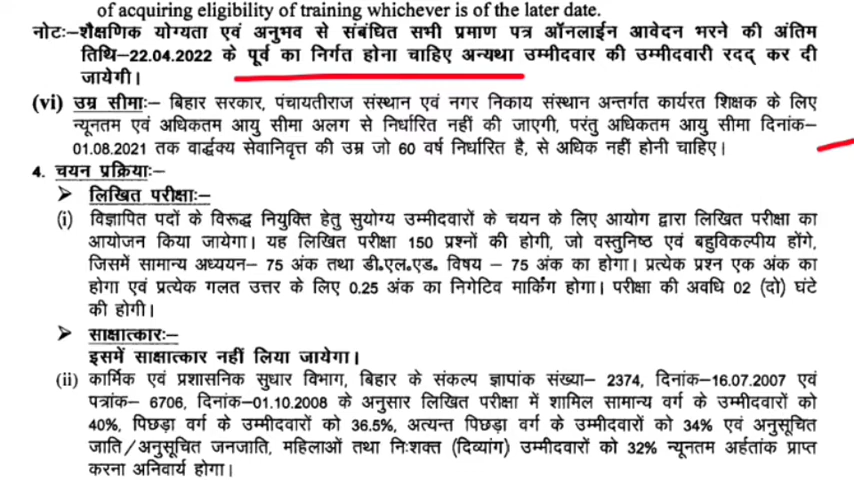 of acquiring eligibility of training whichever is of the later date.
नोटः–शैक्षणिक योग्यता एवं अनुभव से संबंधित सभी प्रमाण पत्र ऑनलाईन आवेदन भरने की अंतिम
तिथि–22.04.2022 के पूर्व का निर्गत होना चाहिए अन्यथा उम्मीदवार की उम्मीदवारी रदद् कर दी
जायेगी।
(vi) उम्र सीमाः– बिहार सरकार, पंचायतीराज संस्थान एवं नगर निकाय संस्थान अन्तर्गत कार्यरत शिक्षक के लिए
न्यूनतम एवं अधिकतम आयु सीमा अलग से निर्धारित नहीं की जाएगी, परंतु अधिकतम आयु सीमा दिनांक–
01.08.2021 तक वार्द्धक्य सेवानिवृत्त की उम्र जो 60 वर्ष निर्धारित है, से अधिक नहीं होनी चाहिए।
4. चयन प्रक्रियाः–
➢ लिखित परीक्षाः–
(i) विज्ञापित पदों के विरूद्ध नियुक्ति हेतु सुयोग्य उम्मीदवारों के चयन के लिए आयोग द्वारा लिखित परीक्षा का
आयोजन किया जायेगा। यह लिखित परीक्षा 150 प्रश्नों की होगी, जो वस्तुनिष्ठ एवं बहुविकल्पीय होंगे,
जिसमें सामान्य अध्ययन– 75 अंक तथा डी.एल.एड. विषय – 75 अंक का होगा। प्रत्येक प्रश्न एक अंक का
होगा एवं प्रत्येक गलत उत्तर के लिए 0.25 अंक का निगेटिव मार्किंग होगा। परीक्षा की अवधि 02 (दो) घंटे
की होगी।
➢ साक्षात्कारः–
इसमें साक्षात्कार नहीं लिया जायेगा।
(ii) कार्मिक एवं प्रशासनिक सुधार विभाग, बिहार के संकल्प ज्ञापांक संख्या– 2374, दिनांक–16.07.2007 एवं
पत्रांक– 6706, दिनांक–01.10.2008 के अनुसार लिखित परीक्षा में शामिल सामान्य वर्ग के उम्मीदवारों को
40%, पिछड़ा वर्ग के उम्मीदवारों को 36.5%, अत्यन्त पिछड़ा वर्ग के उम्मीदवारों को 34% एवं अनुसूचित
जाति/अनुसूचित जनजाति, महिलाओं तथा निःशक्त (दिव्यांग) उम्मीदवारों को 32% न्यूनतम अर्हतांक प्राप्त
करना अनिवार्य होगा।